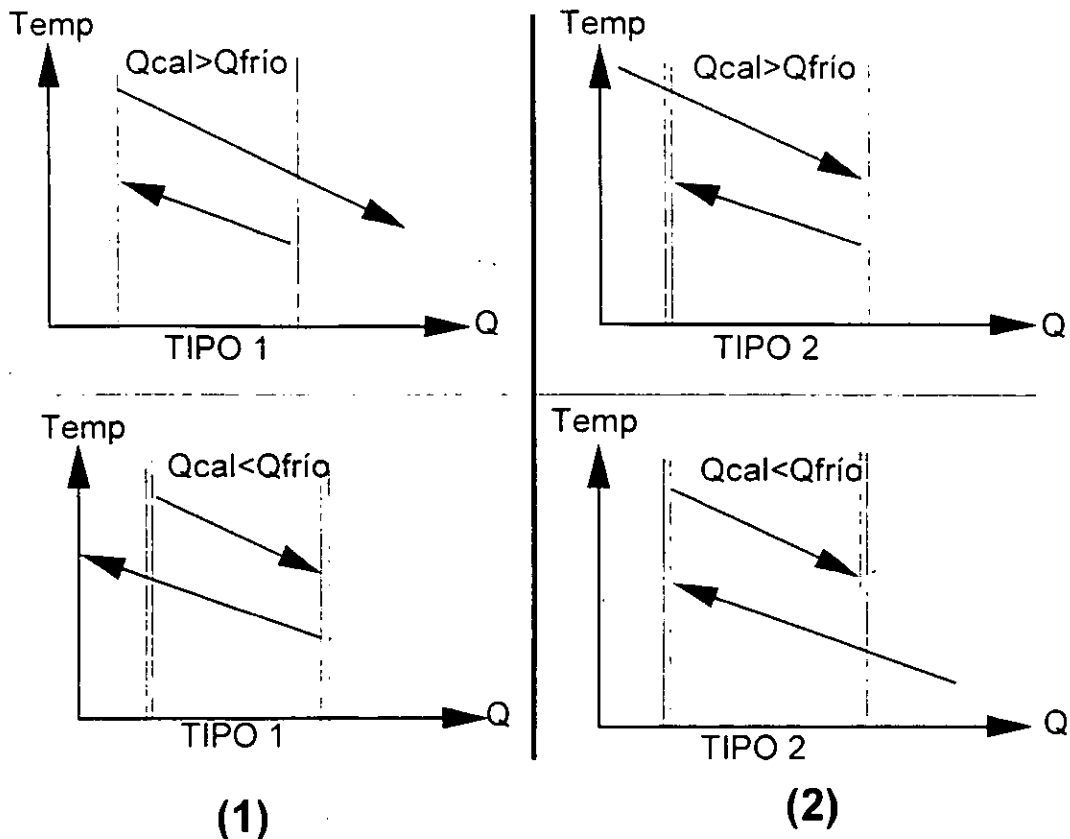 Temp
Qcal>Qfrío
Q
TIPO 1
Temp
Qcal>Qfrío
Q
TIPO 2
Temp
Qcal<Qfrío
Q
TIPO 1
Temp
Qcal<Qfrío
Q
TIPO 2
(1)
(2)